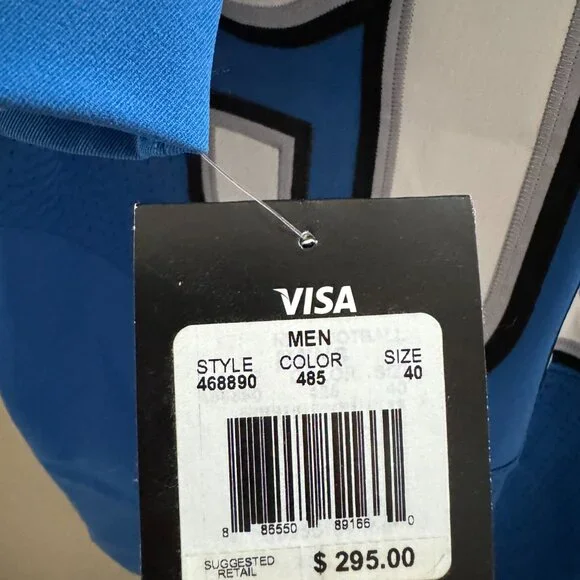 VISA
MEN
STYLE COLOR SIZE
468890 485 40
8 86550 89166 0
SUGGESTED RETAIL $ 295.00